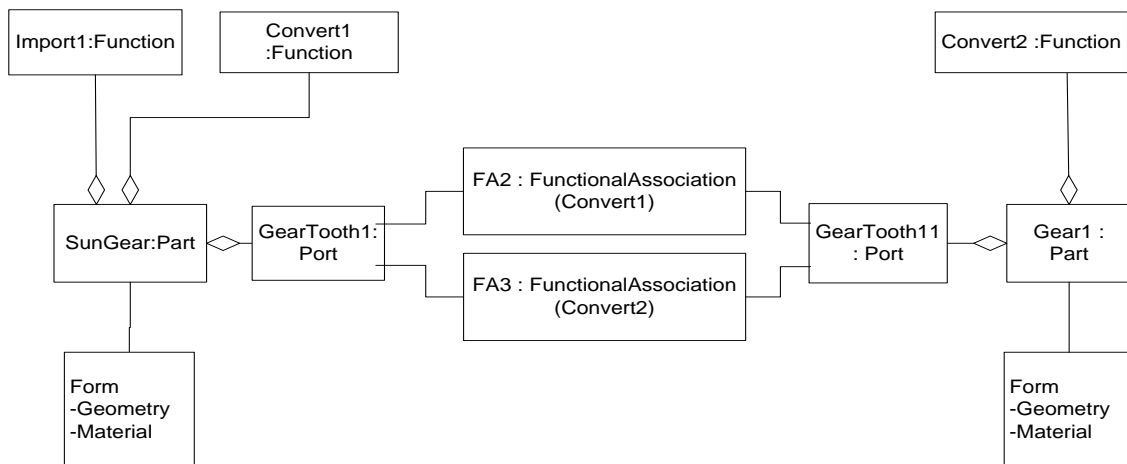 Import1:Function
Convert1
:Function
Convert2 :Function
FA2 : FunctionalAssociation
(Convert1)
SunGear:Part
GearTooth1:
Port
GearTooth11
: Port
Gear1 :
Part
FA3 : FunctionalAssociation
(Convert2)
Form
-Geometry
-Material
Form
-Geometry
-Material